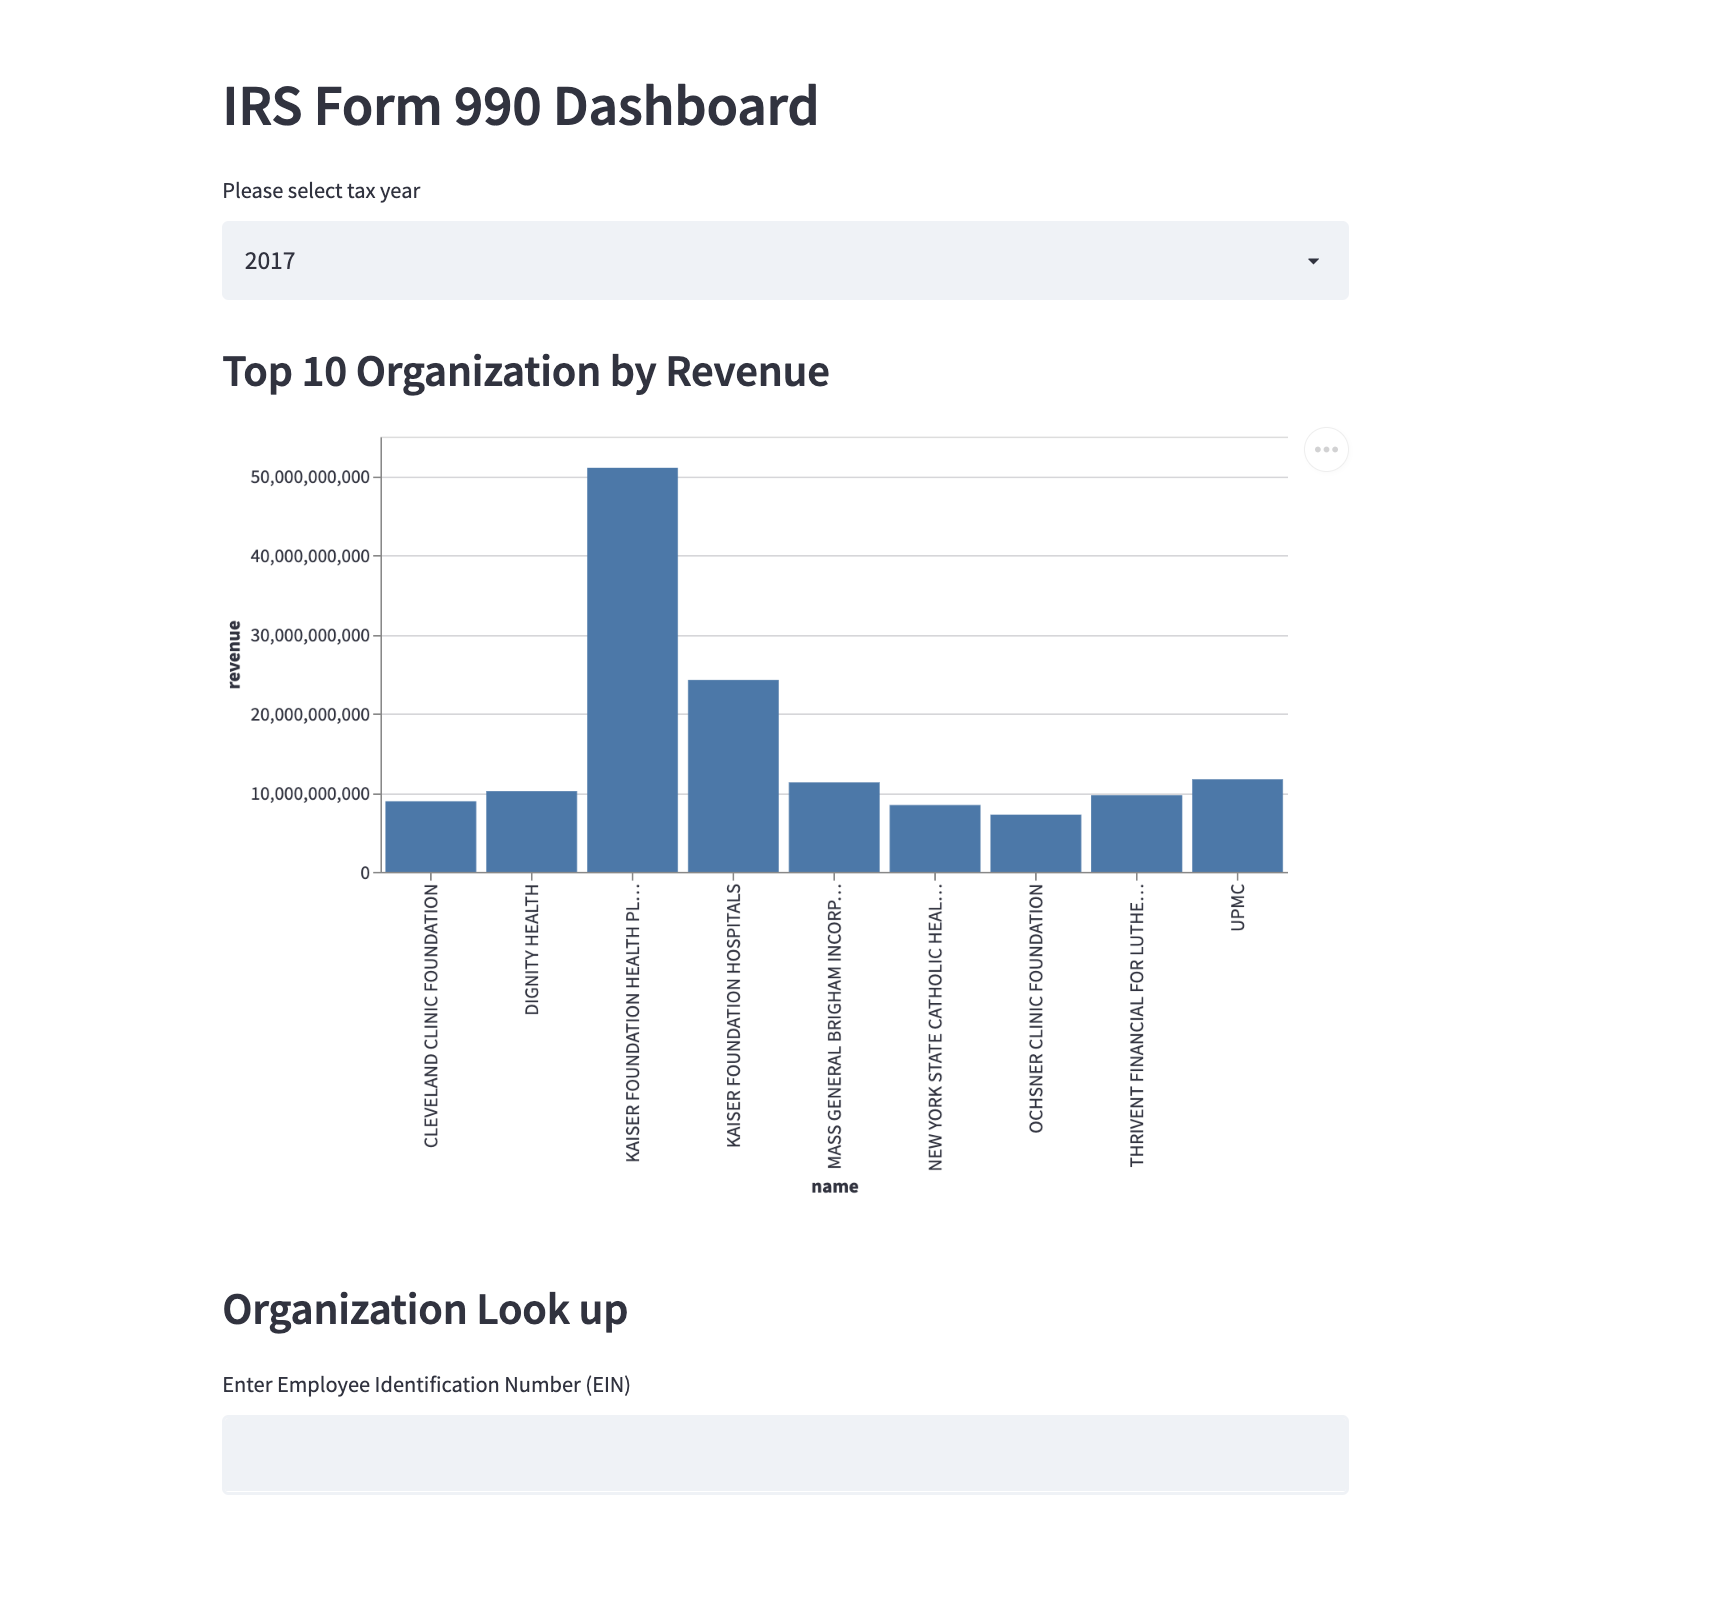 IRS Form 990 Dashboard
Please select tax year
2017
Top 10 Organization by Revenue
50,000,000,000
40,000,000,000
30,000,000,000
20,000,000,000
10,000,000,000
0
revenue
CLEVELAND CLINIC FOUNDATION
DIGNITY HEALTH
KAISER FOUNDATION HEALTH PL…
KAISER FOUNDATION HOSPITALS
MASS GENERAL BRIGHAM INCORP…
NEW YORK STATE CATHOLIC HEAL…
OCHSNER CLINIC FOUNDATION
THRIVENT FINANCIAL FOR LUTHE…
UPMC
name
Organization Look up
Enter Employee Identification Number (EIN)